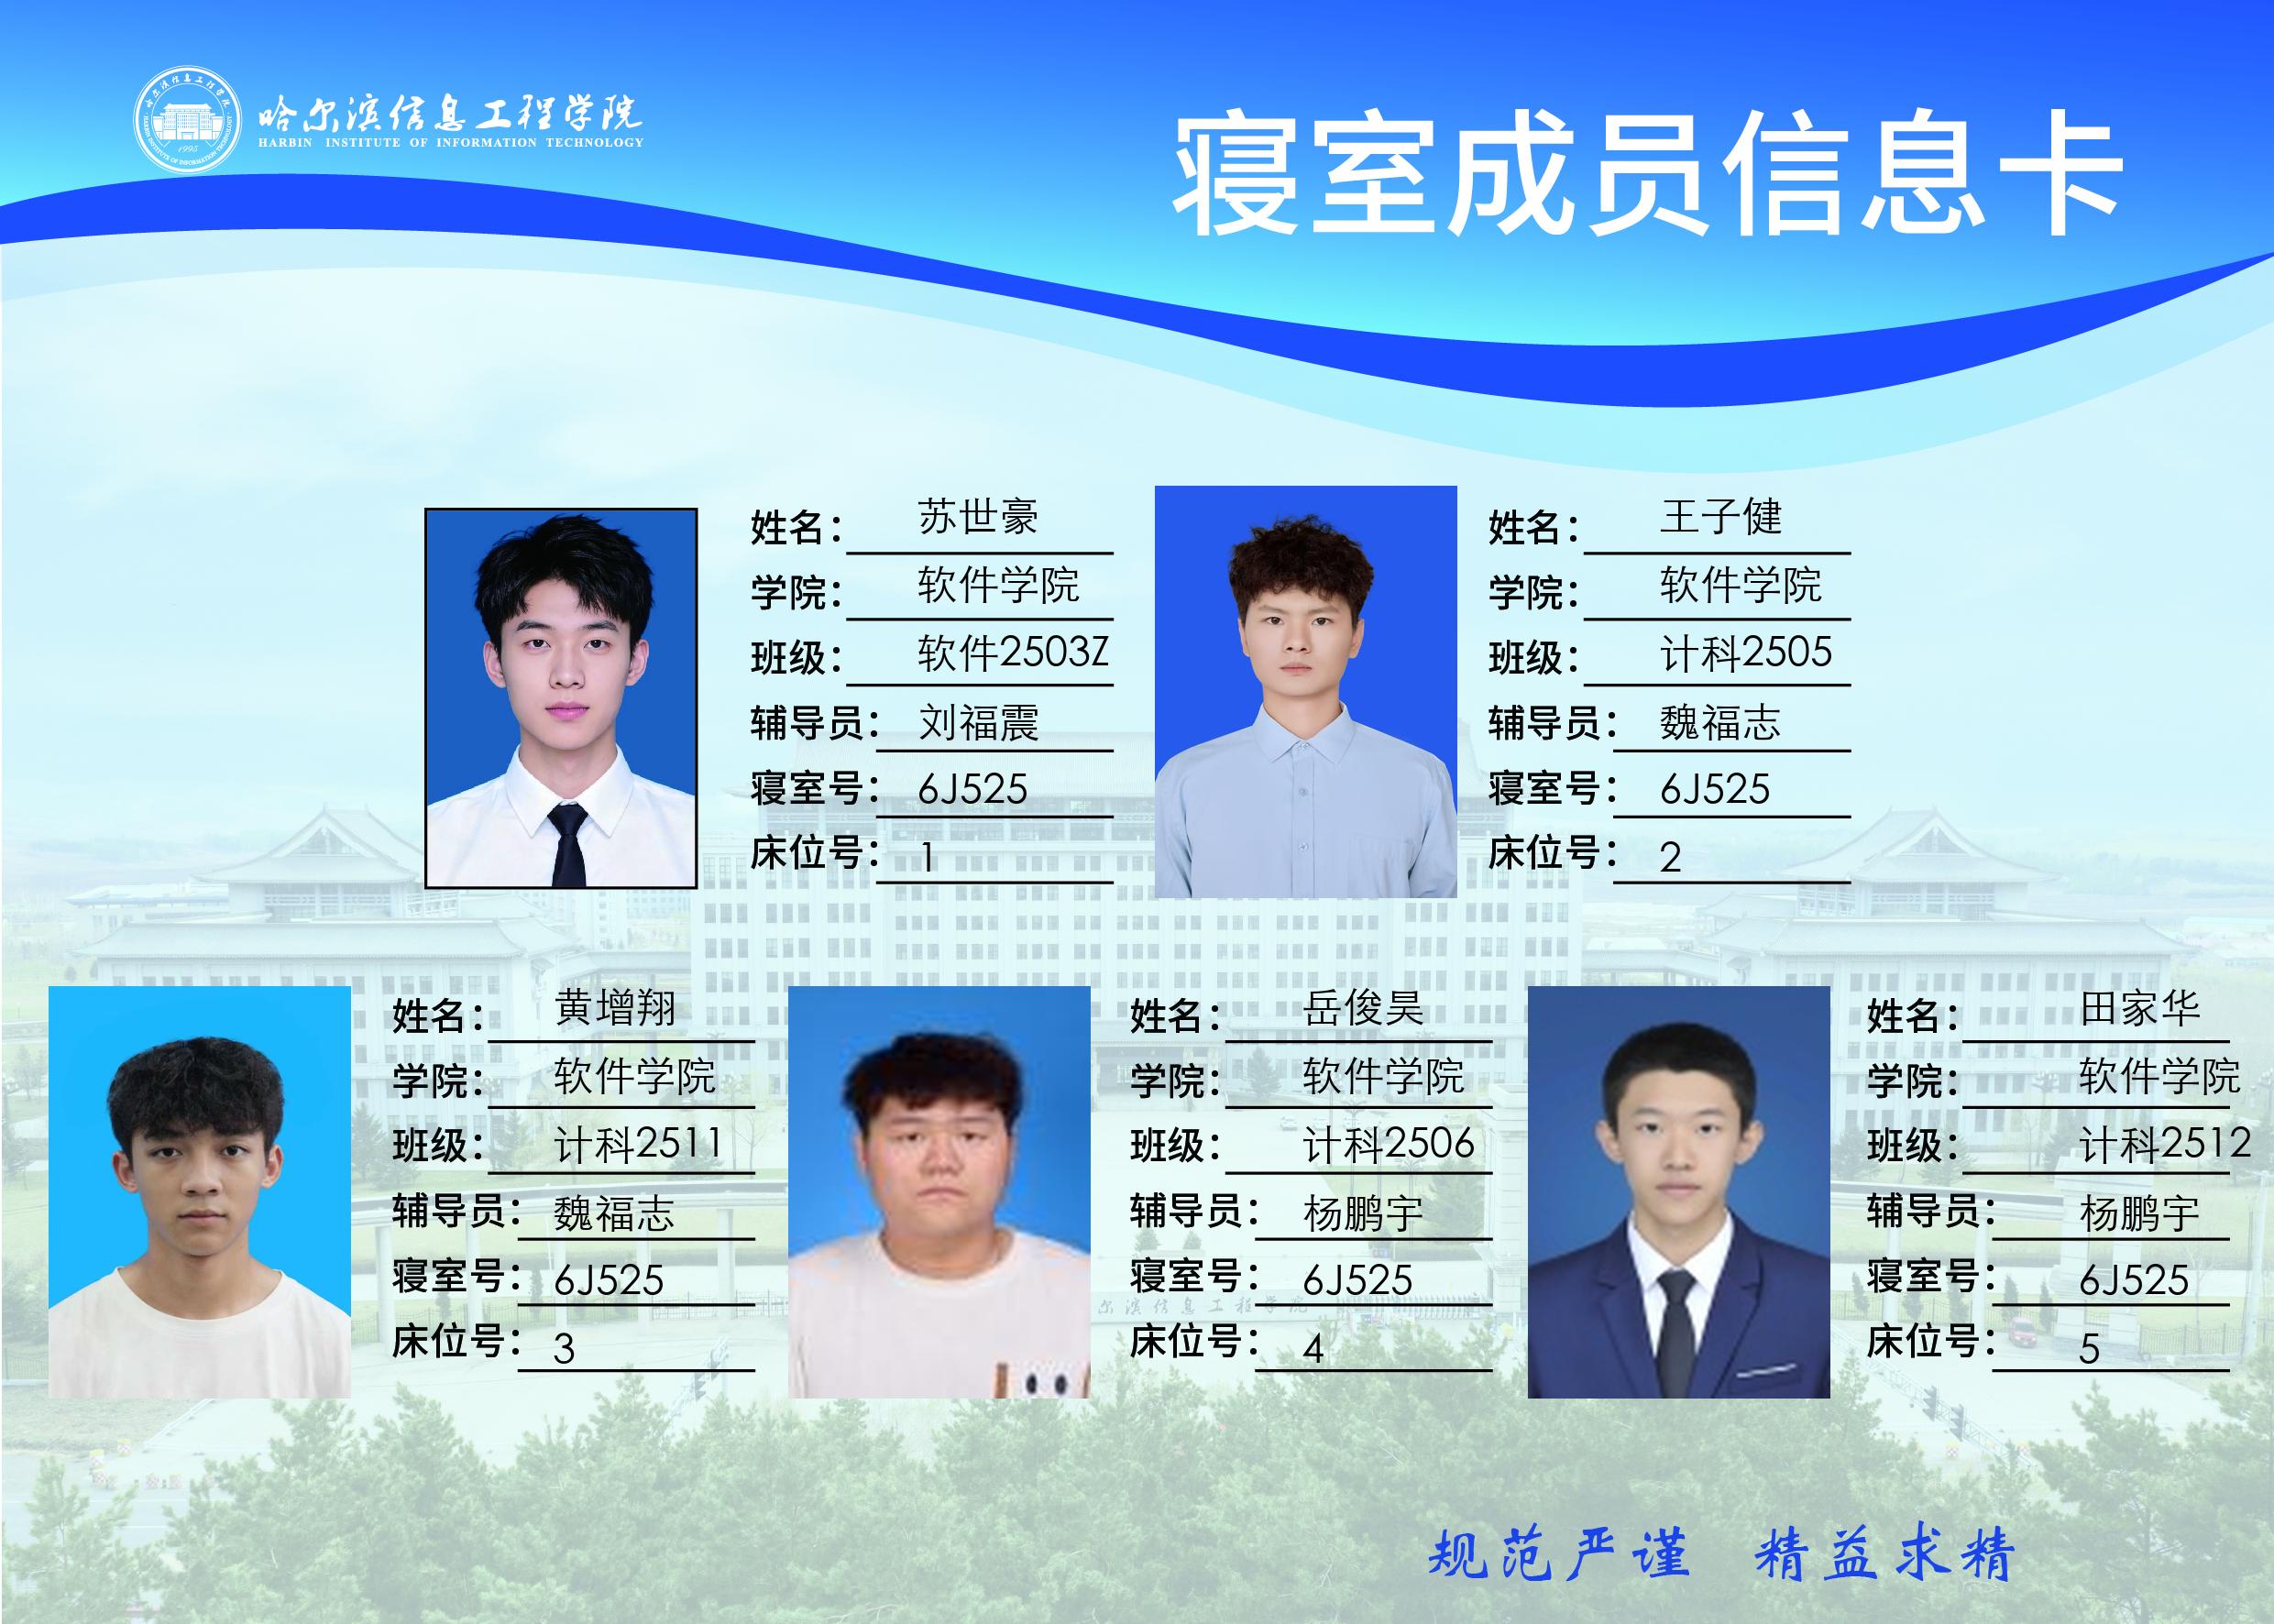 哈尔滨信息工程学院
HARBIN INSTITUTE OF INFORMATION TECHNOLOGY
1995
寝室成员信息卡
姓名： 苏世豪
学院： 软件学院
班级： 软件2503Z
辅导员： 刘福震
寝室号： 6J525
床位号： 1
姓名： 王子健
学院： 软件学院
班级： 计科2505
辅导员： 魏福志
寝室号： 6J525
床位号： 2
姓名： 黄增翔
学院： 软件学院
班级： 计科2511
辅导员： 魏福志
寝室号： 6J525
床位号： 3
姓名： 岳俊昊
学院： 软件学院
班级： 计科2506
辅导员： 杨鹏宇
寝室号： 6J525
床位号： 4
姓名： 田家华
学院： 软件学院
班级： 计科2512
辅导员： 杨鹏宇
寝室号： 6J525
床位号： 5
尔滨信息工程学院
规范严谨 精益求精